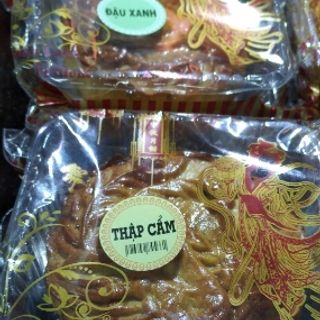 ĐẬU XANH
THẬP CẨM